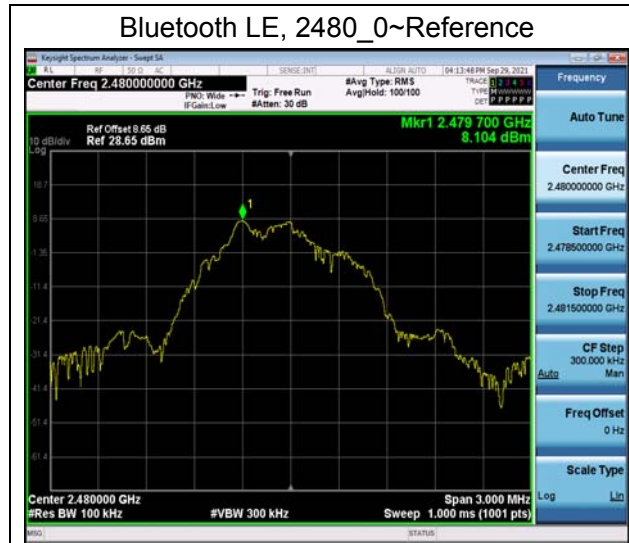 Bluetooth LE, 2480_0~Reference
Keysight Spectrum Analyzer - Swept SA
RL RF 50 Ω AC SENSE:INT ALIGN AUTO 04:13:48 PM Sep 29, 2021
Center Freq 2.480000000 GHz
PNO: Wide
IFGain:Low
Trig: Free Run
#Atten: 30 dB
#Avg Type: RMS
Avg|Hold: 100/100
TRACE 1 2 3 4 5 6
TYPE M W W W W W
DET P P P P P P
Ref Offset 8.65 dB
10 dB/div Ref 28.65 dBm
Log
Mkr1 2.479 700 GHz
8.104 dBm
1
18.7
8.65
-1.35
-11.4
-21.4
-31.4
-41.4
-51.4
-61.4
Center 2.480000 GHz Span 3.000 MHz
#Res BW 100 kHz #VBW 300 kHz Sweep 1.000 ms (1001 pts)
MSG STATUS
Frequency
Auto Tune
Center Freq
2.480000000 GHz
Start Freq
2.478500000 GHz
Stop Freq
2.481500000 GHz
CF Step
300.000 kHz
Auto Man
Freq Offset
0 Hz
Scale Type
Log Lin